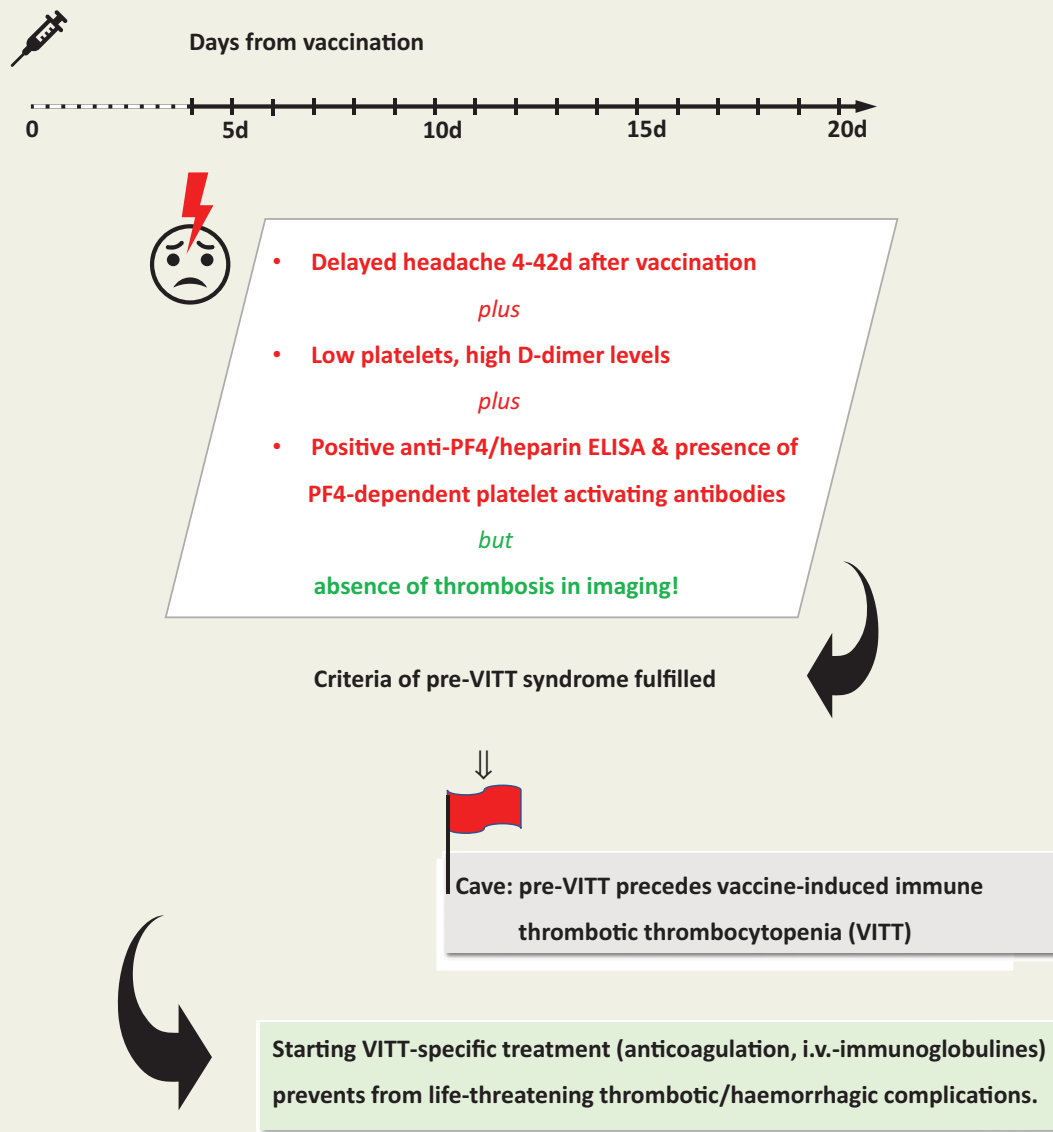 Days from vaccination
0 5d 10d 15d 20d
• Delayed headache 4-42d after vaccination
plus
• Low platelets, high D-dimer levels
plus
• Positive anti-PF4/heparin ELISA & presence of
PF4-dependent platelet activating antibodies
but
absence of thrombosis in imaging!
Criteria of pre-VITT syndrome fulfilled
⇓
Cave: pre-VITT precedes vaccine-induced immune
thrombotic thrombocytopenia (VITT)
Starting VITT-specific treatment (anticoagulation, i.v.-immunoglobulines)
prevents from life-threatening thrombotic/haemorrhagic complications.